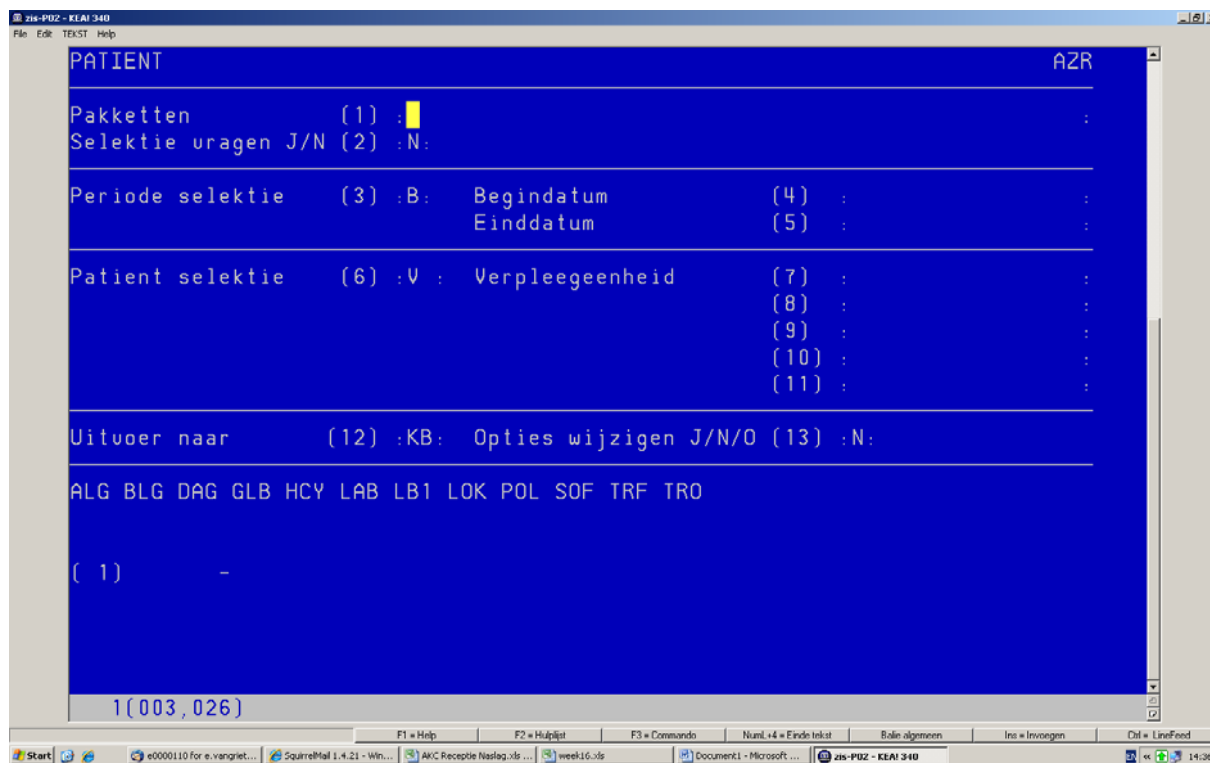 zis-P02 - KEA! 340
File Edit TEKST Help
PATIENT AZR
Pakketten (1) : :
Selektie vragen J/N (2) :N:
Periode selektie (3) :B: Begindatum (4) : :
Einddatum (5) : :
Patient selektie (6) :V : Verpleegeenheid (7) : :
(8) : :
(9) : :
(10) : :
(11) : :
Uitvoer naar (12) :KB: Opties wijzigen J/N/O (13) :N:
ALG BLG DAG GLB HCY LAB LB1 LOK POL SOF TRF TRO
( 1) -
1(003,026)
F1 = Help F2 = Hulplijst F3 = Commando NumL+4 = Einde tekst Balie algemeen Ins = Invoegen Ctrl = LineFeed
Start e0000110 for e.vangriet... SquirrelMail 1.4.21 - Win... AKC Receptie Naslag.xls ... week16.xls Document1 - Microsoft ... zis-P02 - KEA! 340 «